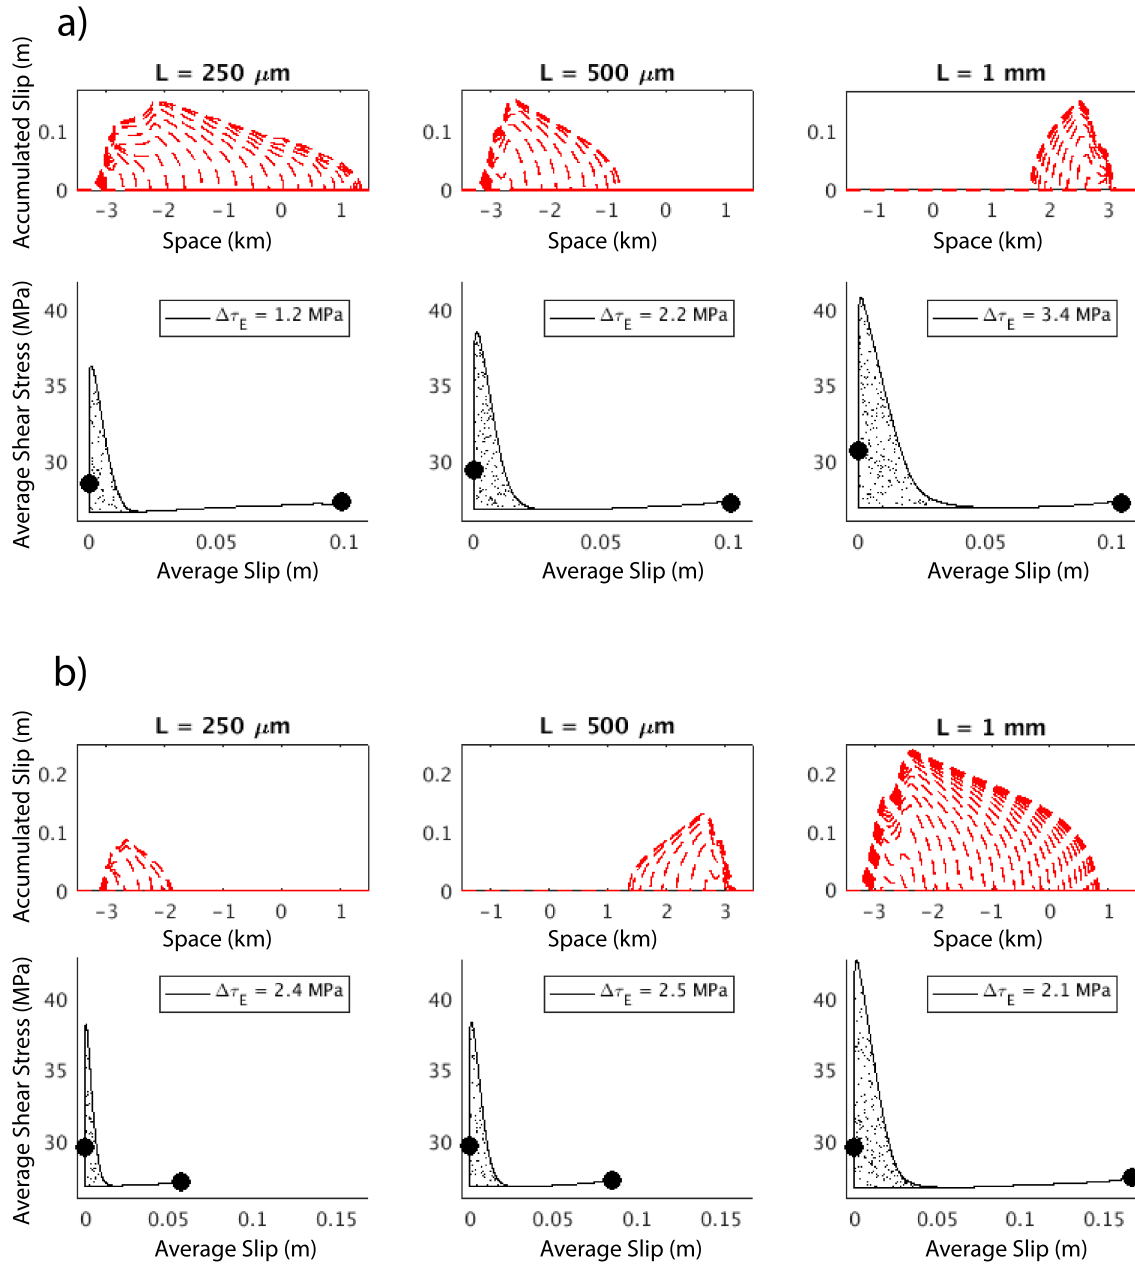 a)
L = 250 μm
L = 500 μm
L = 1 mm
Accumulated Slip (m)
0.1
0
0.1
0
0.1
0
-3 -2 -1 0 1
-3 -2 -1 0 1
-1 0 1 2 3
Space (km)
Space (km)
Space (km)
Average Shear Stress (MPa)
40
35
30
40
35
30
40
35
30
ΔτE = 1.2 MPa
ΔτE = 2.2 MPa
ΔτE = 3.4 MPa
0 0.05 0.1
0 0.05 0.1
0 0.05 0.1
Average Slip (m)
Average Slip (m)
Average Slip (m)
b)
L = 250 μm
L = 500 μm
L = 1 mm
Accumulated Slip (m)
0.2
0.1
0
0.2
0.1
0
0.2
0.1
0
-3 -2 -1 0 1
-1 0 1 2 3
-3 -2 -1 0 1
Space (km)
Space (km)
Space (km)
Average Shear Stress (MPa)
40
35
30
40
35
30
40
35
30
ΔτE = 2.4 MPa
ΔτE = 2.5 MPa
ΔτE = 2.1 MPa
0 0.05 0.1 0.15
0 0.05 0.1 0.15
0 0.05 0.1 0.15
Average Slip (m)
Average Slip (m)
Average Slip (m)